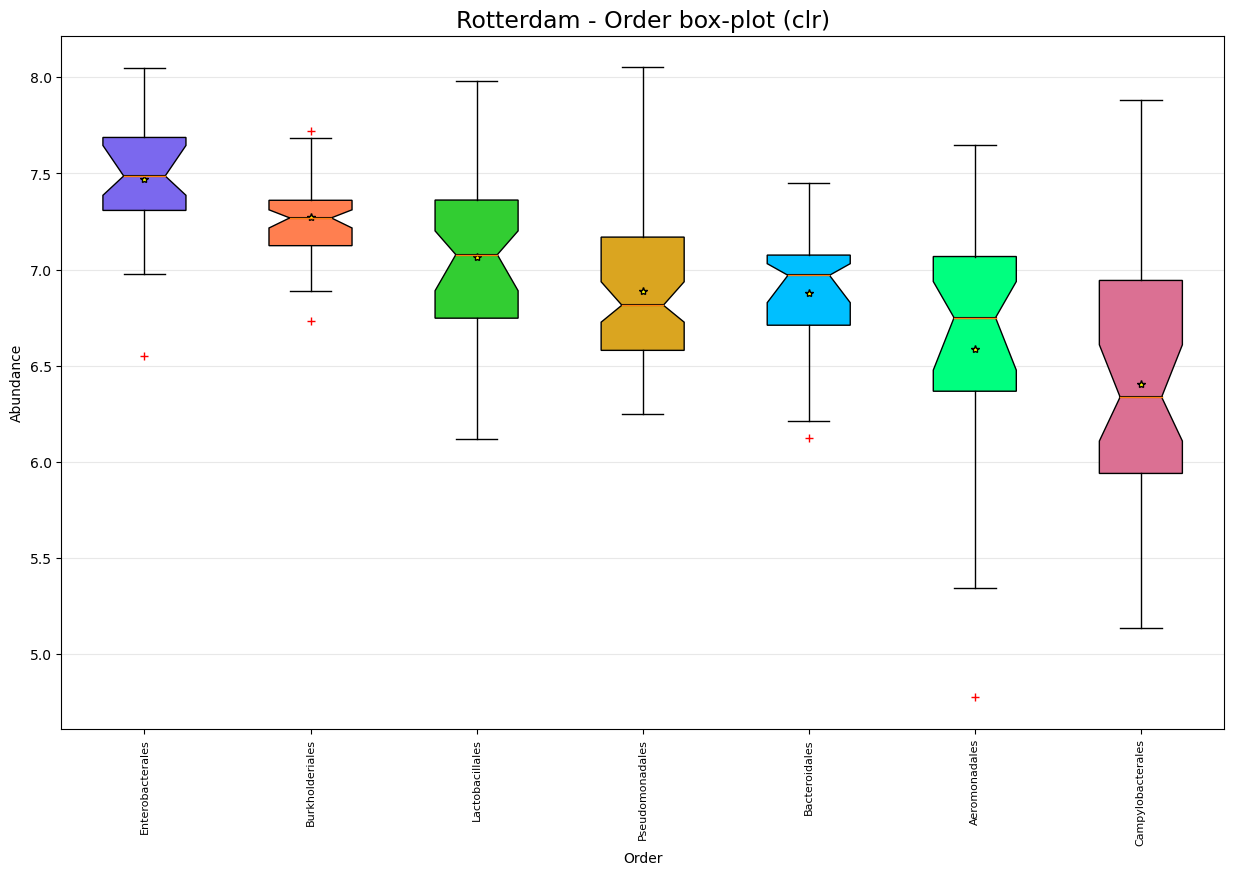 Rotterdam - Order box-plot (clr)
Abundance
8.0
7.5
7.0
6.5
6.0
5.5
5.0
Enterobacterales
Burkholderiales
Lactobacillales
Pseudomonadales
Bacteroidales
Aeromonadales
Campylobacterales
Order